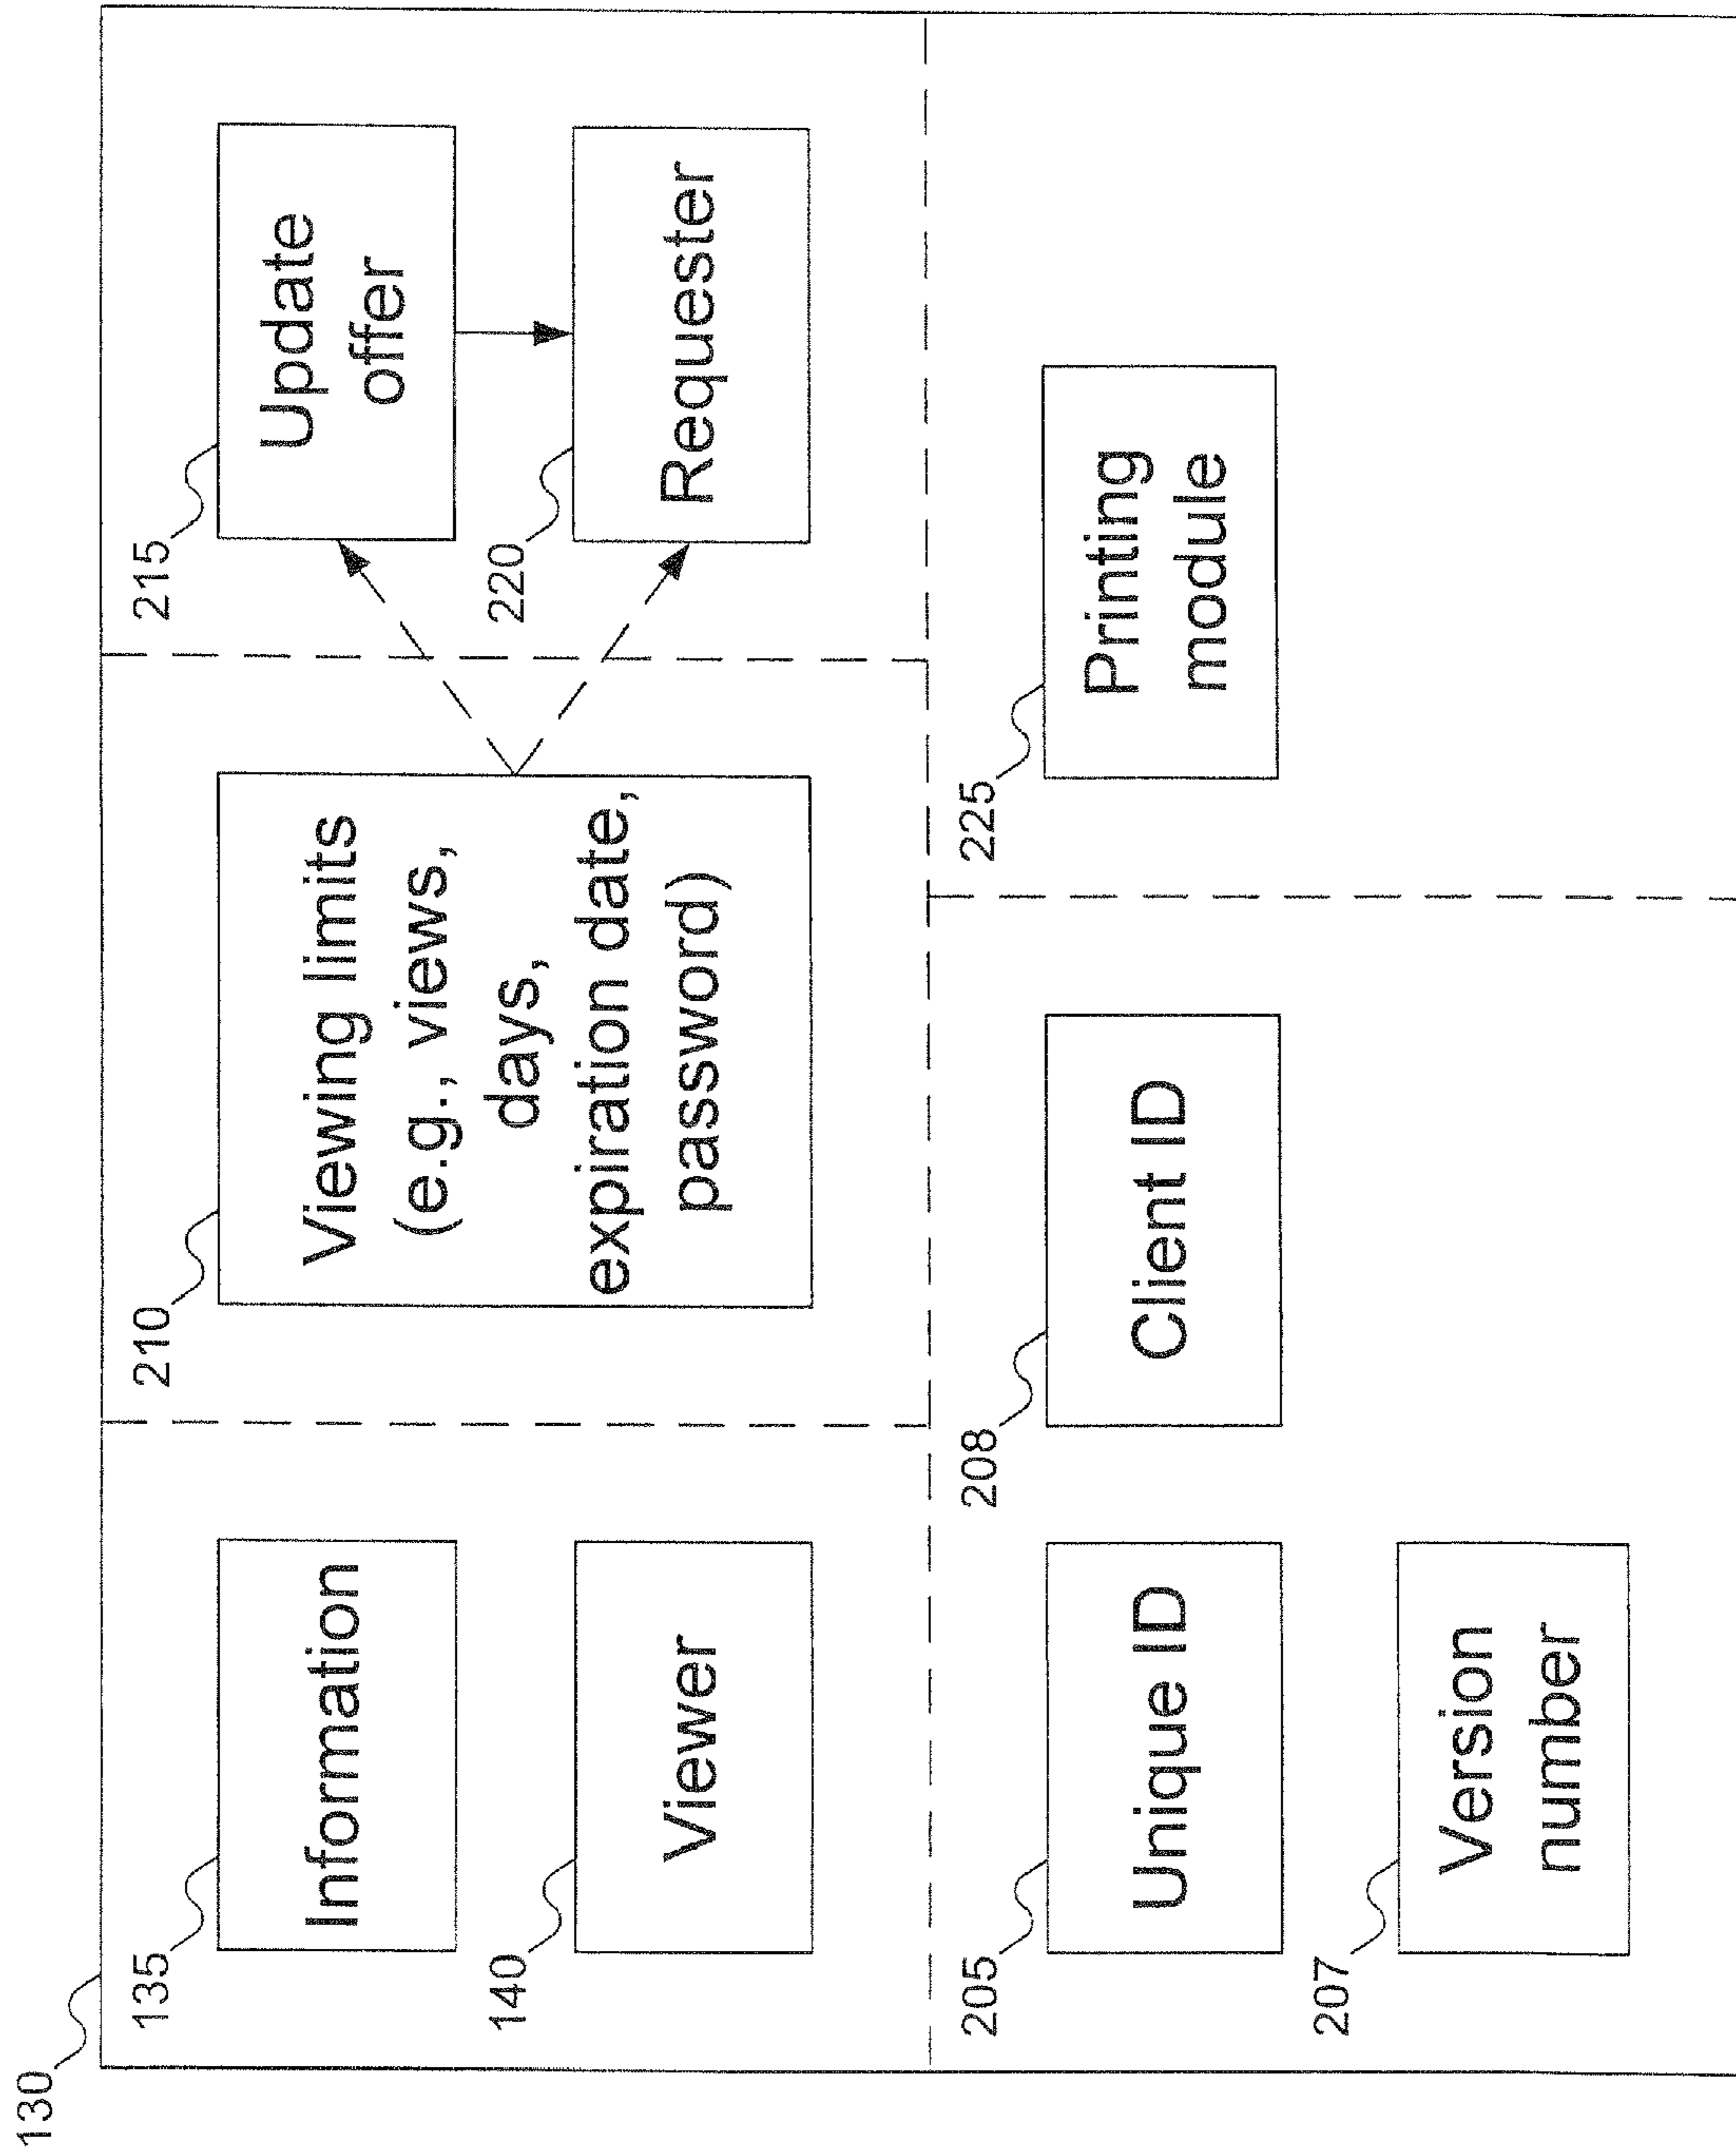 130
135
Information
140
Viewer
210
Viewing limits
(e.g., views,
days,
expiration date,
password)
215
Update
offer
220
Requester
205
Unique ID
207
Version
number
208
Client ID
225
Printing
module